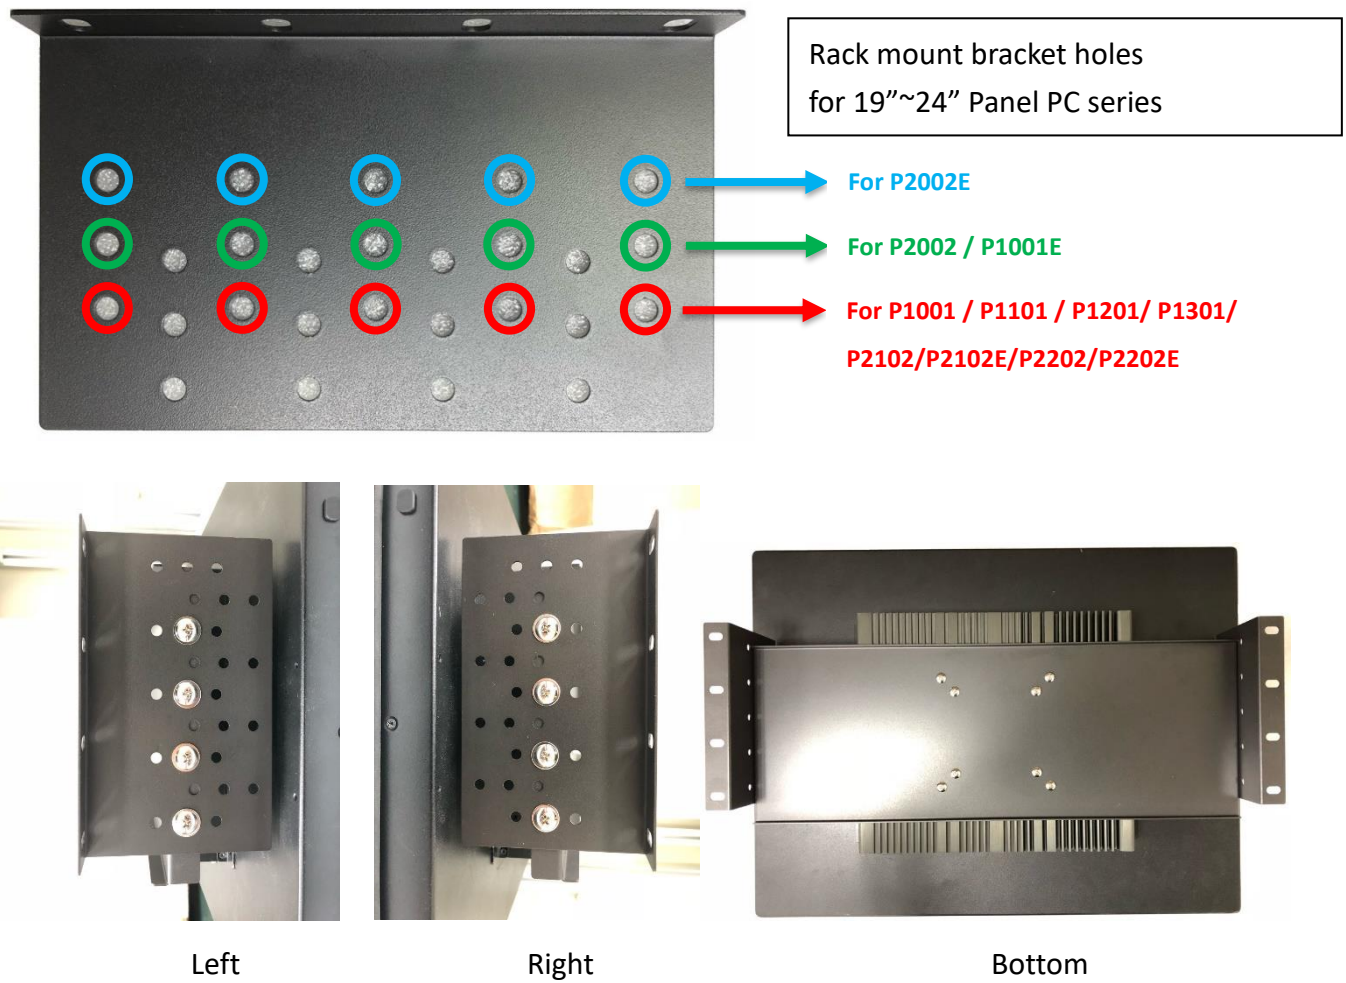 Rack mount bracket holes
for 19”~24” Panel PC series
For P2002E
For P2002 / P1001E
For P1001 / P1101 / P1201/ P1301/
P2102/P2102E/P2202/P2202E
Left
Right
Bottom